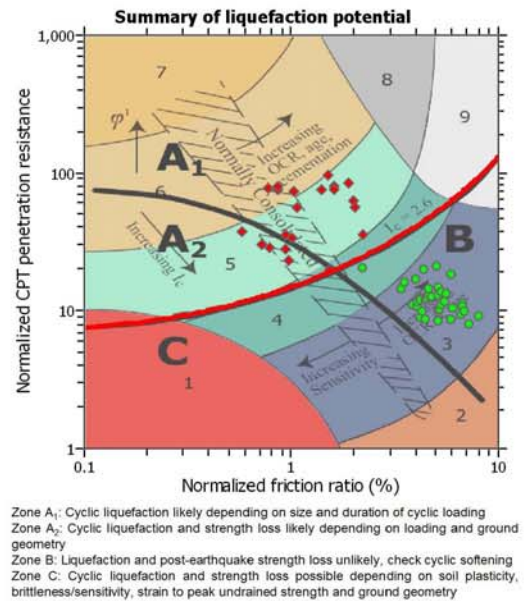 Summary of liquefaction potential
1,000
100
10
1
0.1
1
10
Normalized CPT penetration resistance
Normalized friction ratio (%)
7
8
9
φ'
Increasing
OCR, age,
cementation
Normally Consolidated
A1
6
A2
Increasing Ic
5
Ic = 2.6
B
4
C
1
Increasing
Sensitivity
3
2
Zone A1: Cyclic liquefaction likely depending on size and duration of cyclic loading
Zone A2: Cyclic liquefaction and strength loss likely depending on loading and ground
geometry
Zone B: Liquefaction and post-earthquake strength loss unlikely, check cyclic softening
Zone C: Cyclic liquefaction and strength loss possible depending on soil plasticity,
brittleness/sensitivity, strain to peak undrained strength and ground geometry